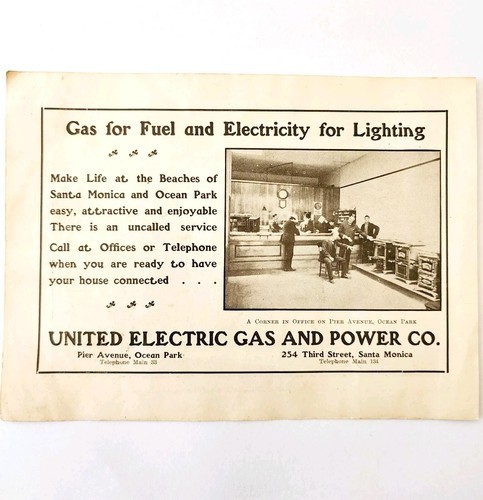 Gas for Fuel and Electricity for Lighting
Make Life at the Beaches of
Santa Monica and Ocean Park
easy, attractive and enjoyable
There is an uncalled service
Call at Offices or Telephone
when you are ready to have
your house connected . . .
A Corner in Office on Pier Avenue, Ocean Park
UNITED ELECTRIC GAS AND POWER CO.
Pier Avenue, Ocean Park
254 Third Street, Santa Monica
Telephone Main 33
Telephone Main 184